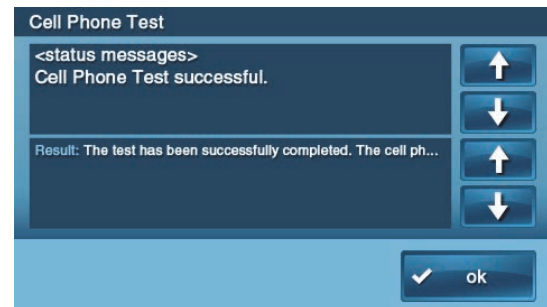 Cell Phone Test
<status messages>
Cell Phone Test successful.
Result: The test has been successfully completed. The cell ph...
ok